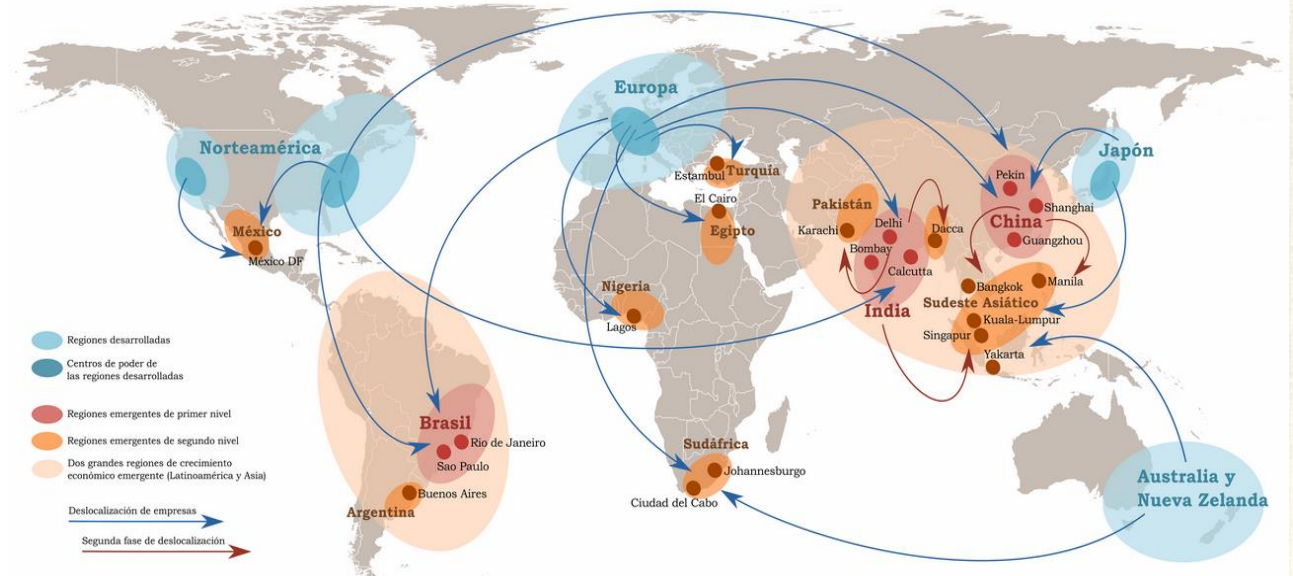 Europa
Norteamérica
Japón
Estambul
Turquía
Pekín
El Cairo
Pakistán
Shanghai
China
Karachi
Delhi
Dacca
Egipto
México
Guangzhou
Bombay
México DF
Calcutta
Bangkok
Manila
Nigeria
Sudeste Asiático
India
Lagos
Kuala-Lumpur
Singapur
Yakarta
Regiones desarrolladas
Centros de poder de
las regiones desarrolladas
Regiones emergentes de primer nivel
Regiones emergentes de segundo nivel
Dos grandes regiones de crecimiento
económico emergente (Latinoamérica y Asia)
Deslocalización de empresas
Segunda fase de deslocalización
Brasil
Rio de Janeiro
Sao Paulo
Buenos Aires
Argentina
Sudáfrica
Johannesburgo
Ciudad del Cabo
Australia y
Nueva Zelanda